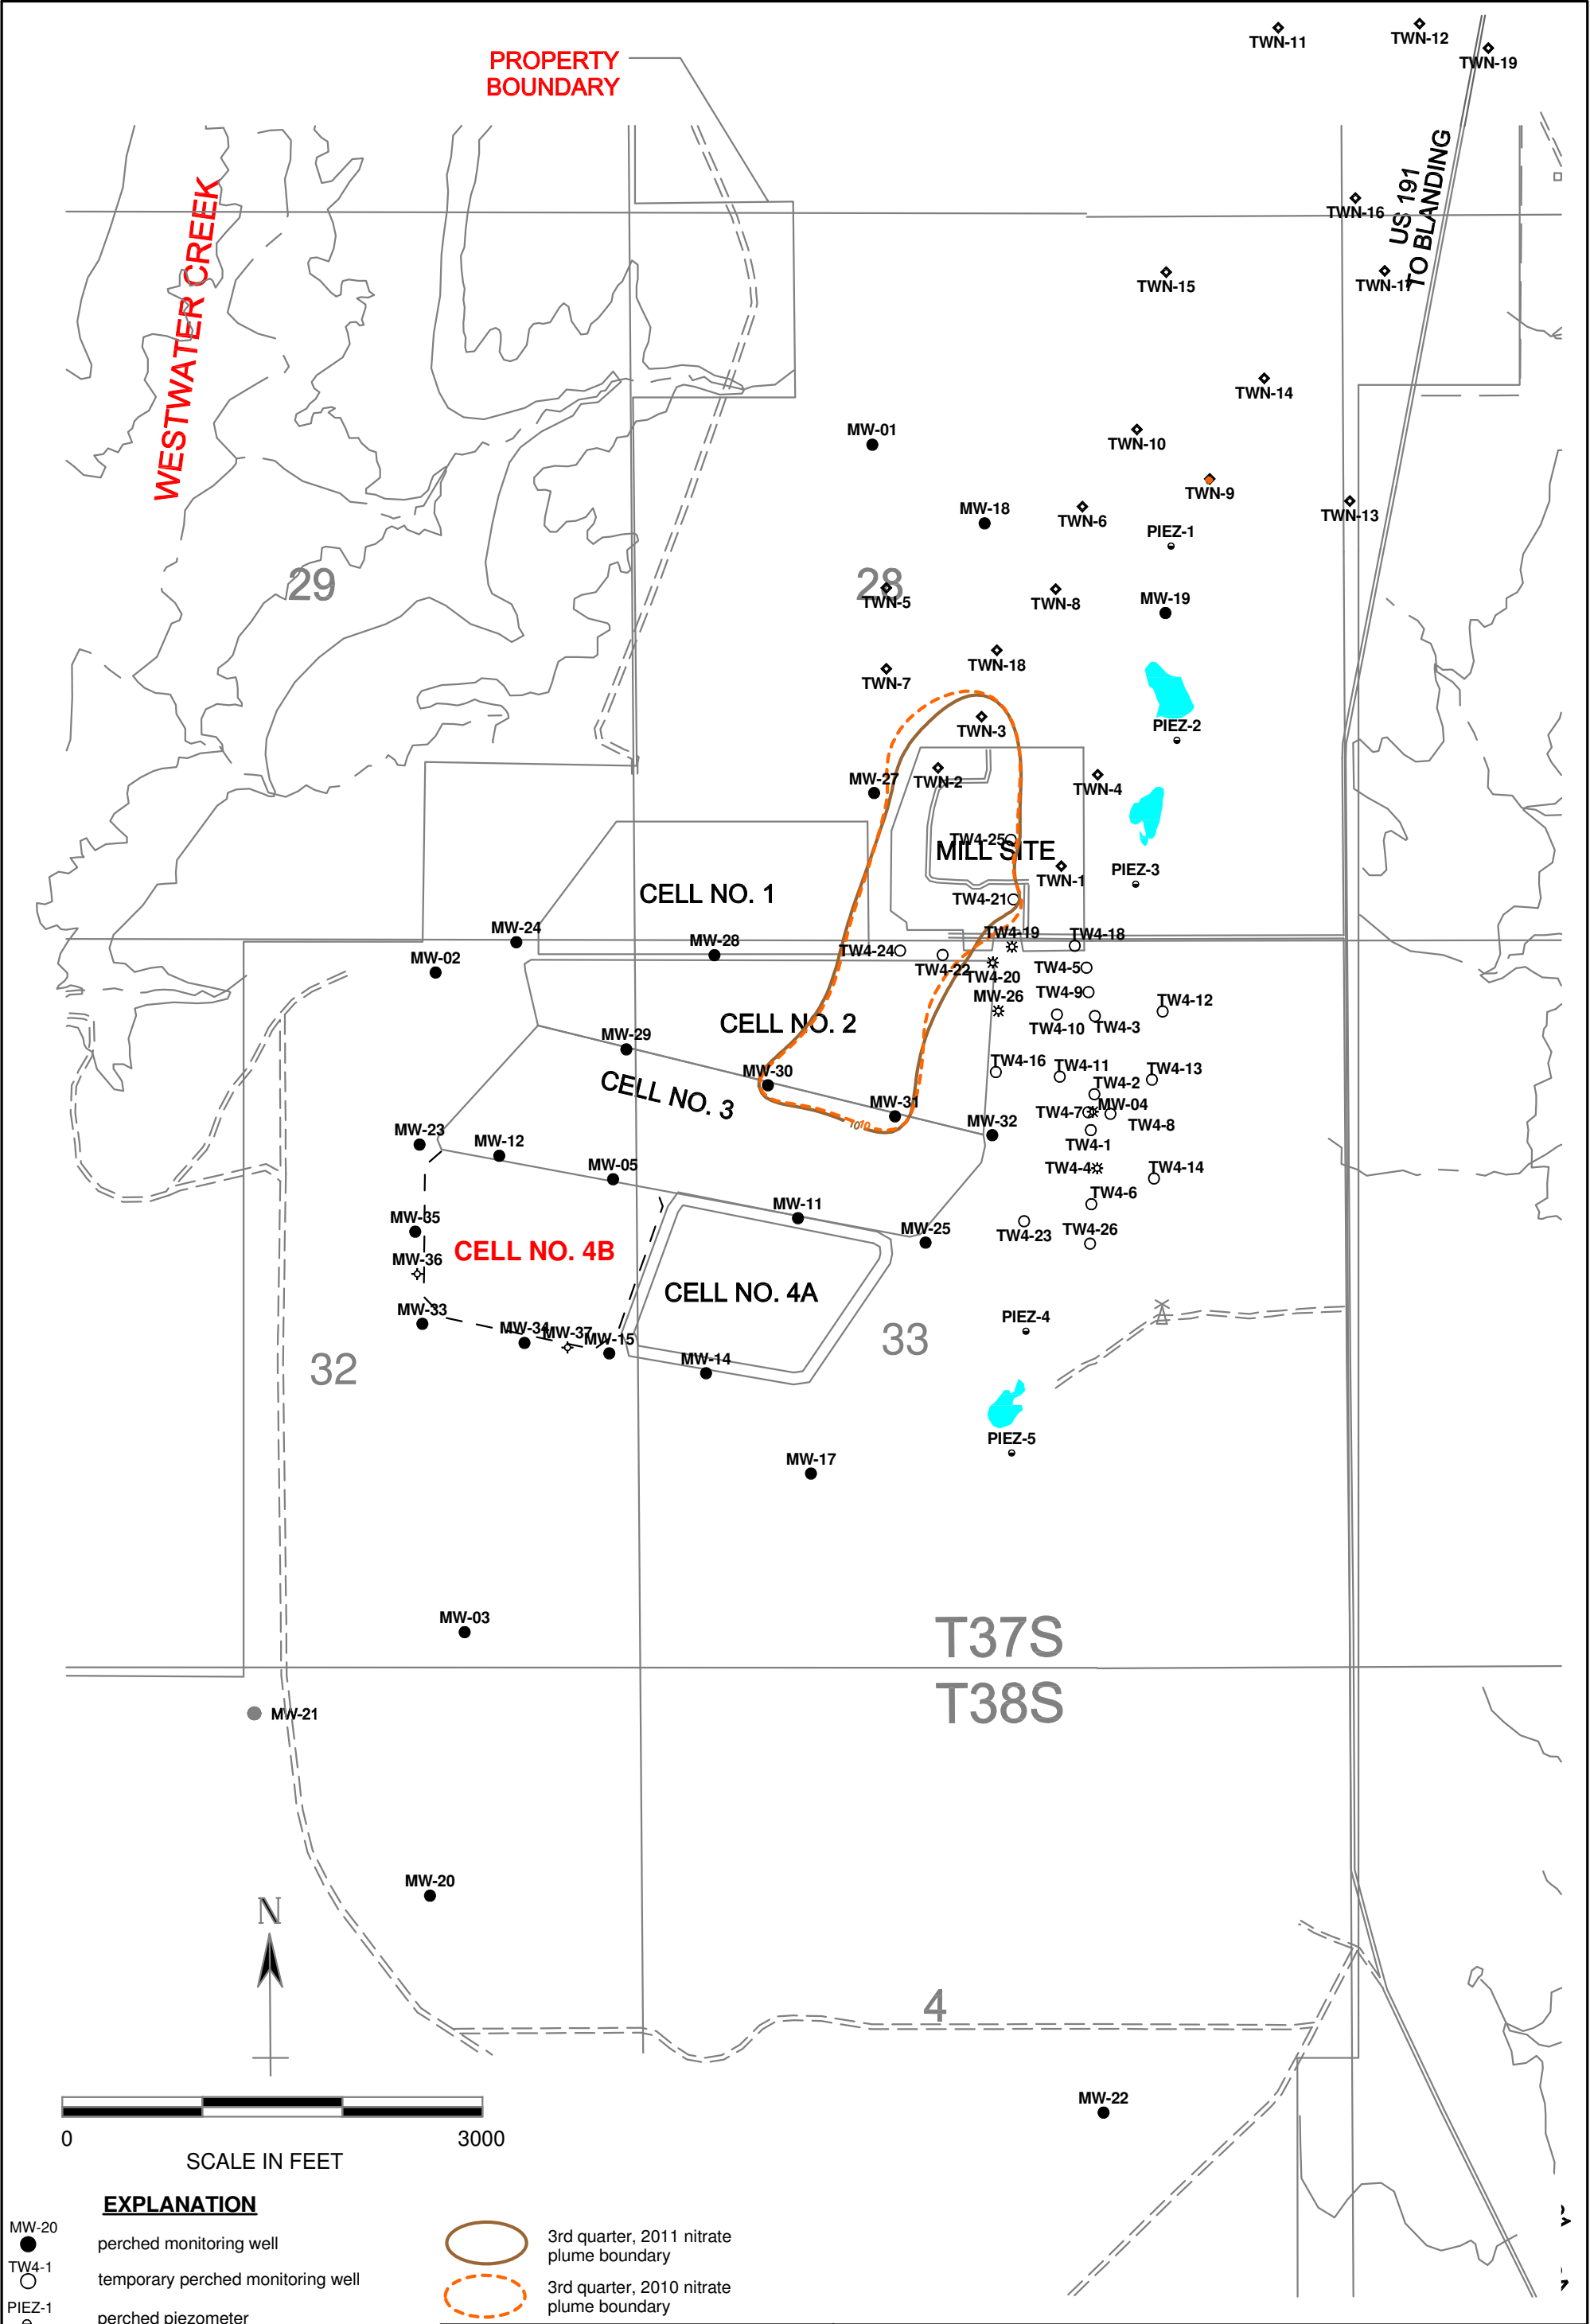 TWN-11
TWN-12
TWN-19
PROPERTY
BOUNDARY
US 191
TO BLANDING
WESTWATER CREEK
TWN-16
TWN-15
TWN-17
TWN-14
MW-01
TWN-10
TWN-9
MW-18
TWN-6
TWN-13
PIEZ-1
29
28
TWN-5
TWN-8
MW-19
TWN-18
TWN-7
TWN-3
PIEZ-2
MW-27
TWN-2
TWN-4
TW4-25
MILL SITE
CELL NO. 1
TWN-1
PIEZ-3
TW4-21
MW-24
MW-28
TW4-19
TW4-18
TW4-24
MW-02
TW4-22
TW4-20
TW4-5
MW-26
TW4-9
TW4-12
CELL NO. 2
TW4-10
TW4-3
MW-29
TW4-16
TW4-11
TW4-13
MW-30
CELL NO. 3
TW4-2
MW-31
TW4-7
MW-04
TW4-8
10
10
MW-32
MW-23
MW-12
TW4-1
MW-05
TW4-4
TW4-14
TW4-6
MW-11
MW-35
MW-25
TW4-23
TW4-26
CELL NO. 4B
MW-36
CELL NO. 4A
MW-33
PIEZ-4
MW-34
MW-37
MW-15
33
32
MW-14
PIEZ-5
MW-17
MW-03
T37S
T38S
MW-21
MW-20
N
4
MW-22
0
3000
SCALE IN FEET
EXPLANATION
MW-20
perched monitoring well
TW4-1
temporary perched monitoring well
PIEZ-1
perched piezometer
3rd quarter, 2011 nitrate
plume boundary
3rd quarter, 2010 nitrate
plume boundary